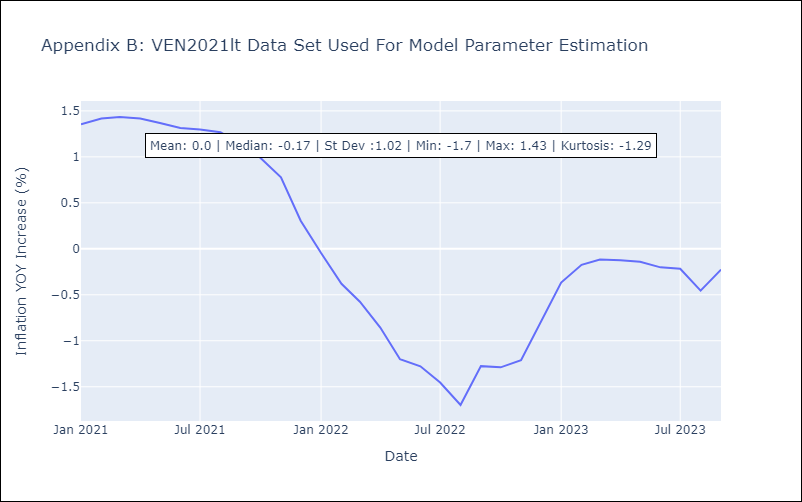 Appendix B: VEN2021lt Data Set Used For Model Parameter Estimation
1.5
Mean: 0.0 | Median: -0.17 | St Dev :1.02 | Min: -1.7 | Max: 1.43 | Kurtosis: -1.29
1
0.5
0
−0.5
−1
−1.5
Inflation YOY Increase (%)
Jan 2021 Jul 2021 Jan 2022 Jul 2022 Jan 2023 Jul 2023
Date